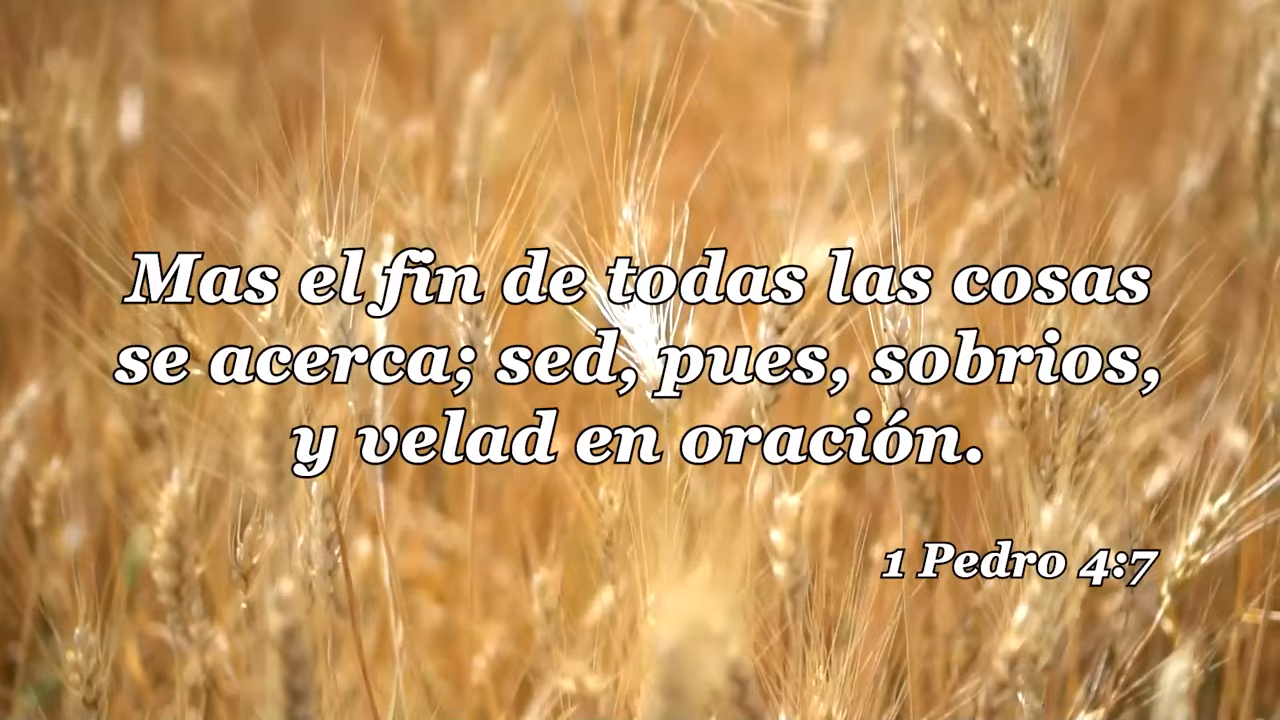 Mas el fin de todas las cosas
se acerca; sed, pues, sobrios,
y velad en oración.
1 Pedro 4:7